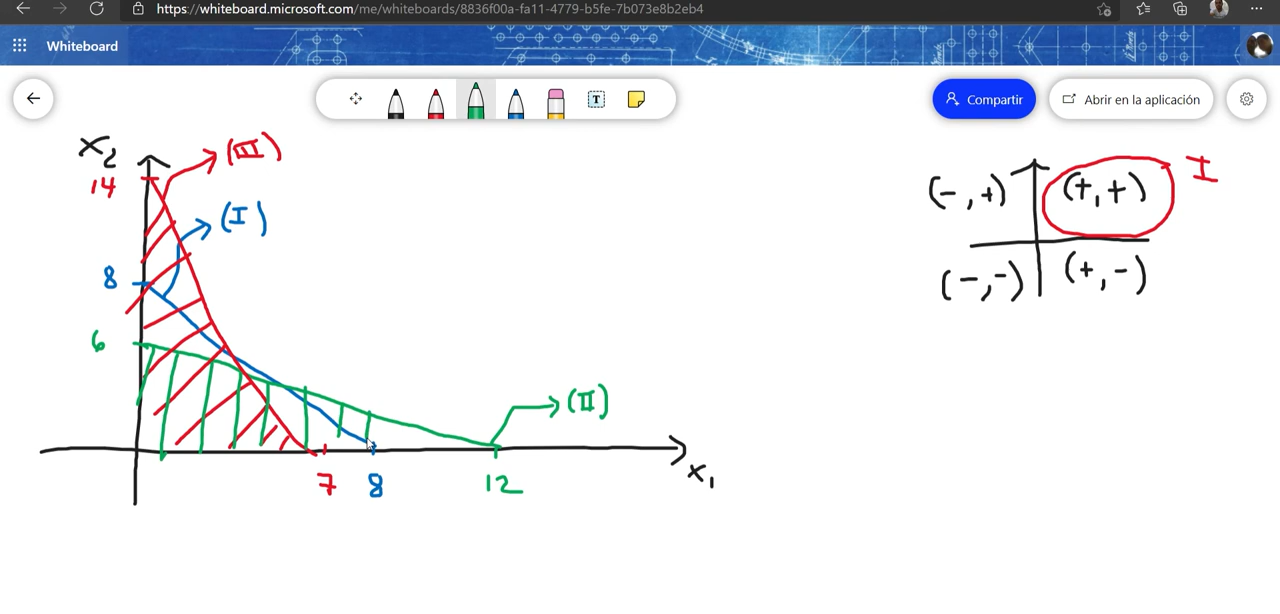 https://whiteboard.microsoft.com/me/whiteboards/8836f00a-fa11-4779-b5fe-7b073e8b2eb4
Whiteboard
T
Compartir
Abrir en la aplicación
x₂
14
(III)
(I)
8
6
(II)
7
8
12
x₁
(-,+)
(+,+)
I
(-,-)
(+,-)